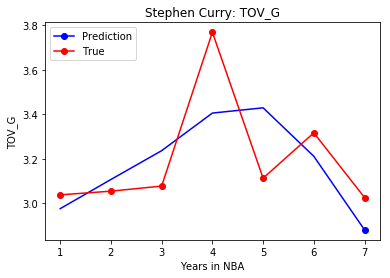 Stephen Curry: TOV_G
Prediction
True
TOV_G
3.8
3.6
3.4
3.2
3.0
1 2 3 4 5 6 7
Years in NBA